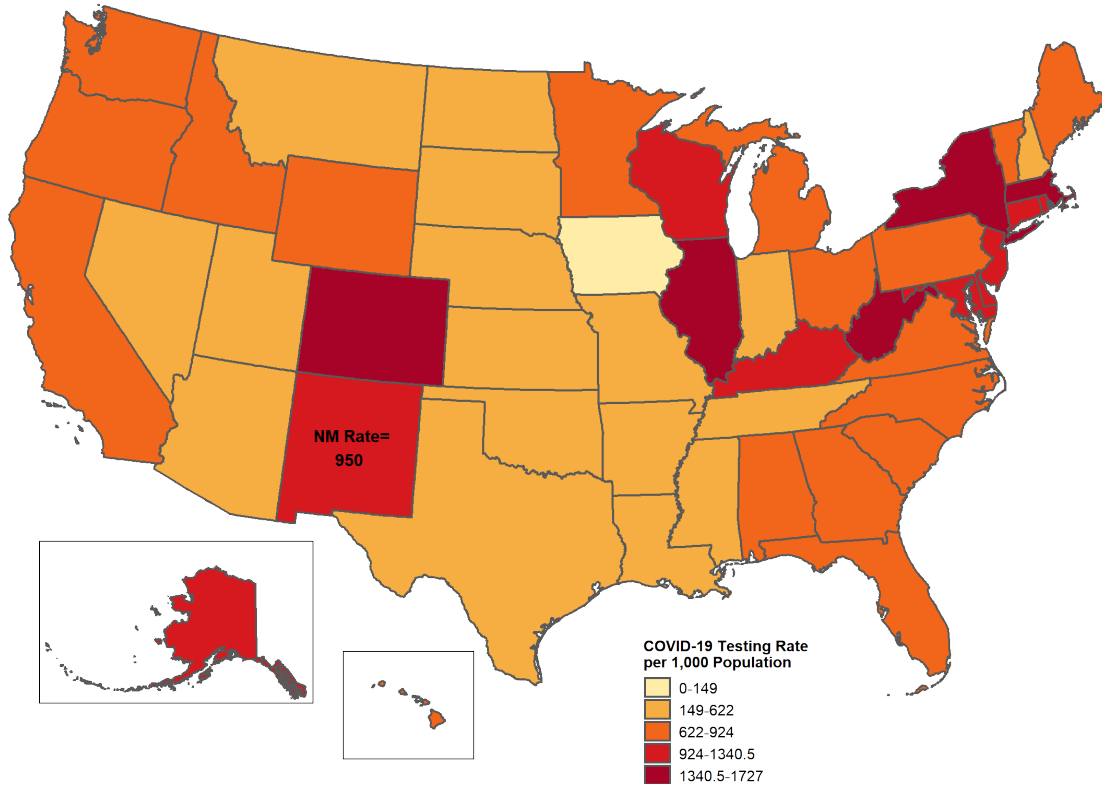 NM Rate=
950
COVID-19 Testing Rate
per 1,000 Population
0-149
149-622
622-924
924-1340.5
1340.5-1727